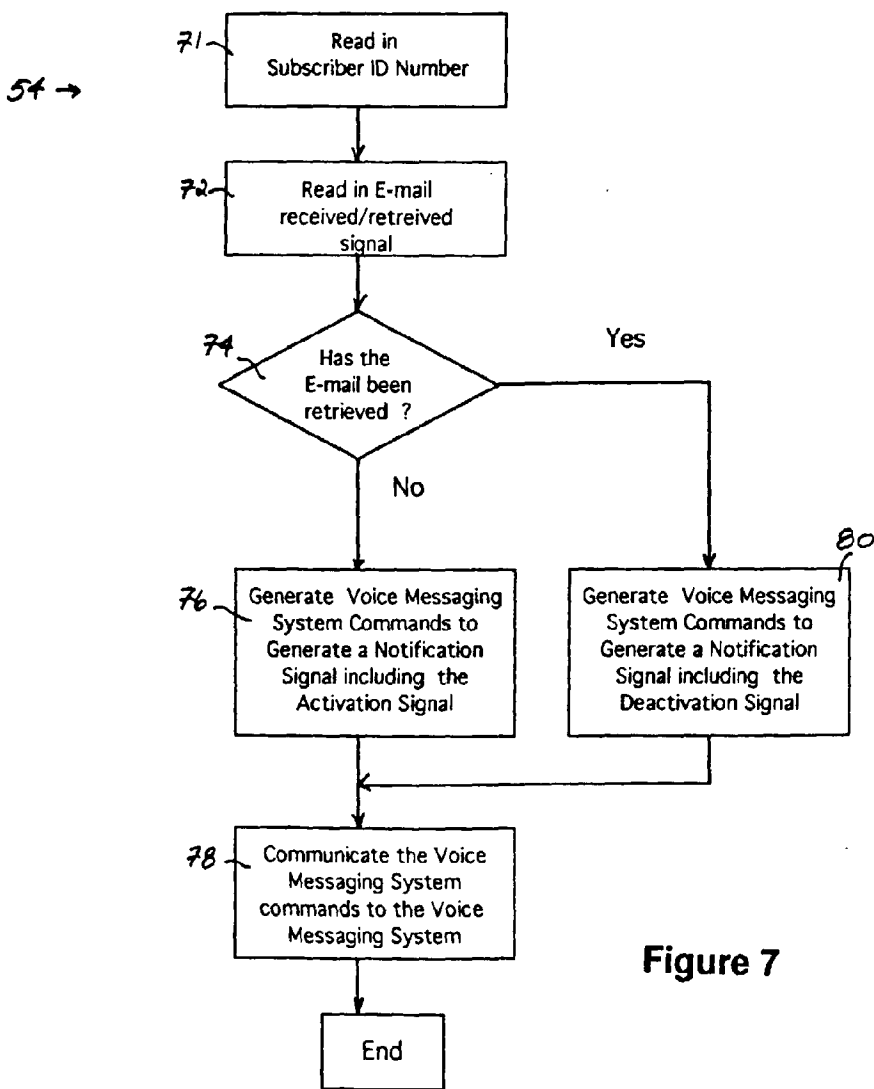 71
Read in
Subscriber ID Number
54 →
72
Read in E-mail
received/retreived
signal
74
Has the
E-mail been
retrieved ?
Yes
No
76
Generate Voice Messaging
System Commands to
Generate a Notification
Signal including the
Activation Signal
80
Generate Voice Messaging
System Commands to
Generate a Notification
Signal including the
Deactivation Signal
78
Communicate the Voice
Messaging System
commands to the Voice
Messaging System
Figure 7
End